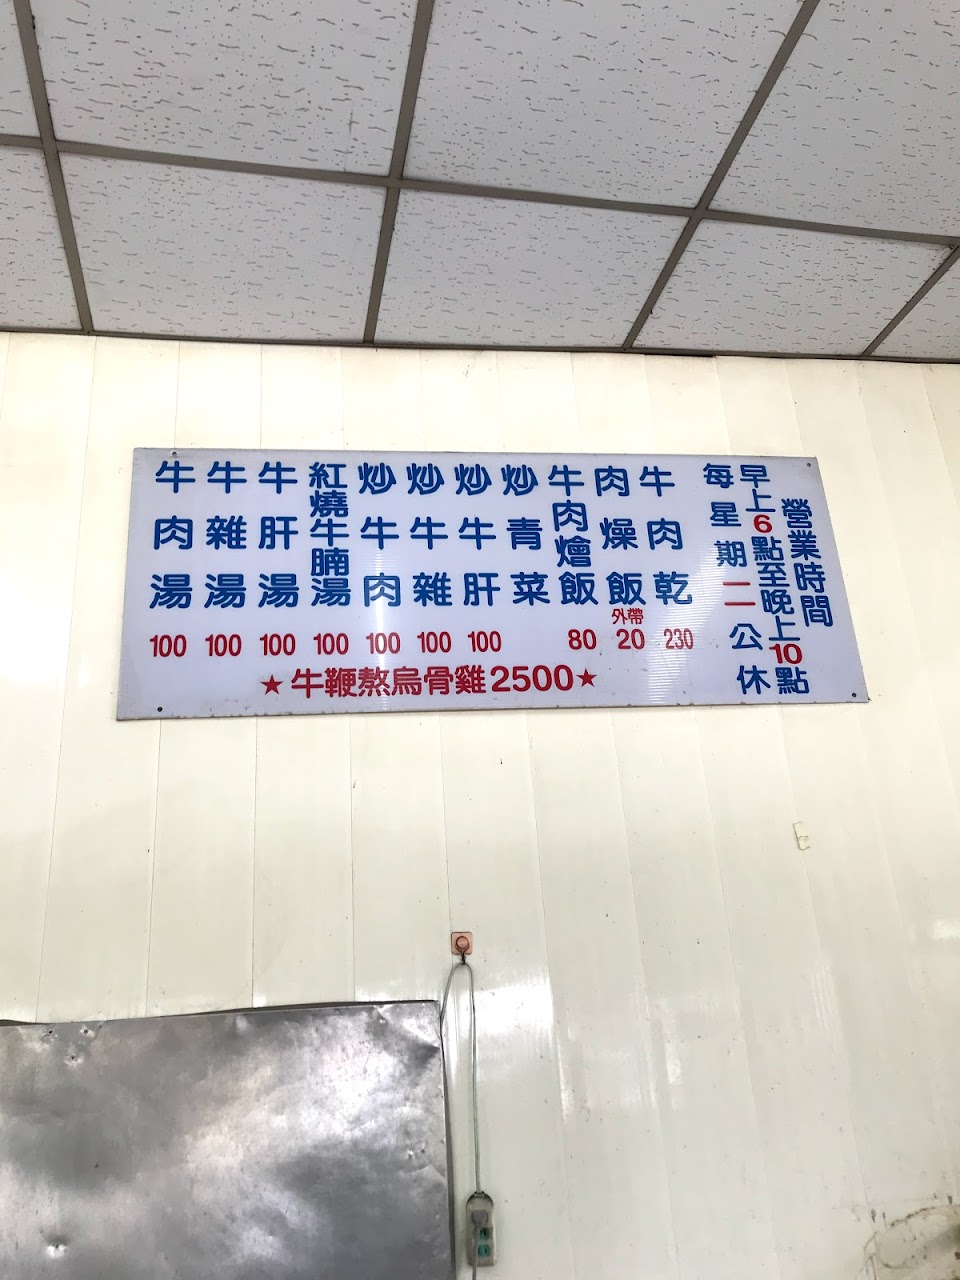 牛肉湯 100
牛雜湯 100
牛肝湯 100
紅燒牛腩湯 100
炒牛肉 100
炒牛雜 100
炒牛肝 100
炒青菜
牛肉燴飯 80
肉燥飯 外帶 20
牛肉乾 230
★牛鞭熬烏骨雞2500★
營業時間
早上6點至晚上10點
每星期二公休